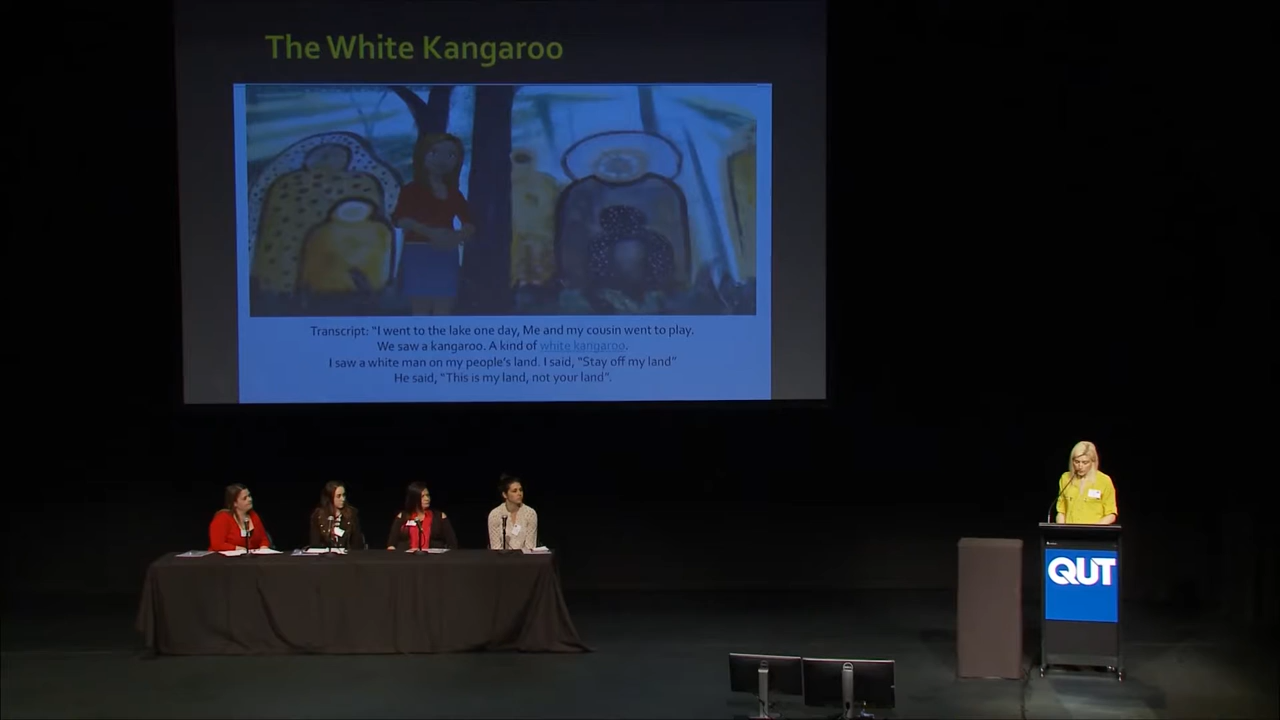 The White Kangaroo
Transcript: "I went to the lake one day, Me and my cousin went to play.
We saw a kangaroo. A kind of white kangaroo.
I saw a white man on my people's land. I said, "Stay off my land"
He said, "This is my land, not your land".
QUT